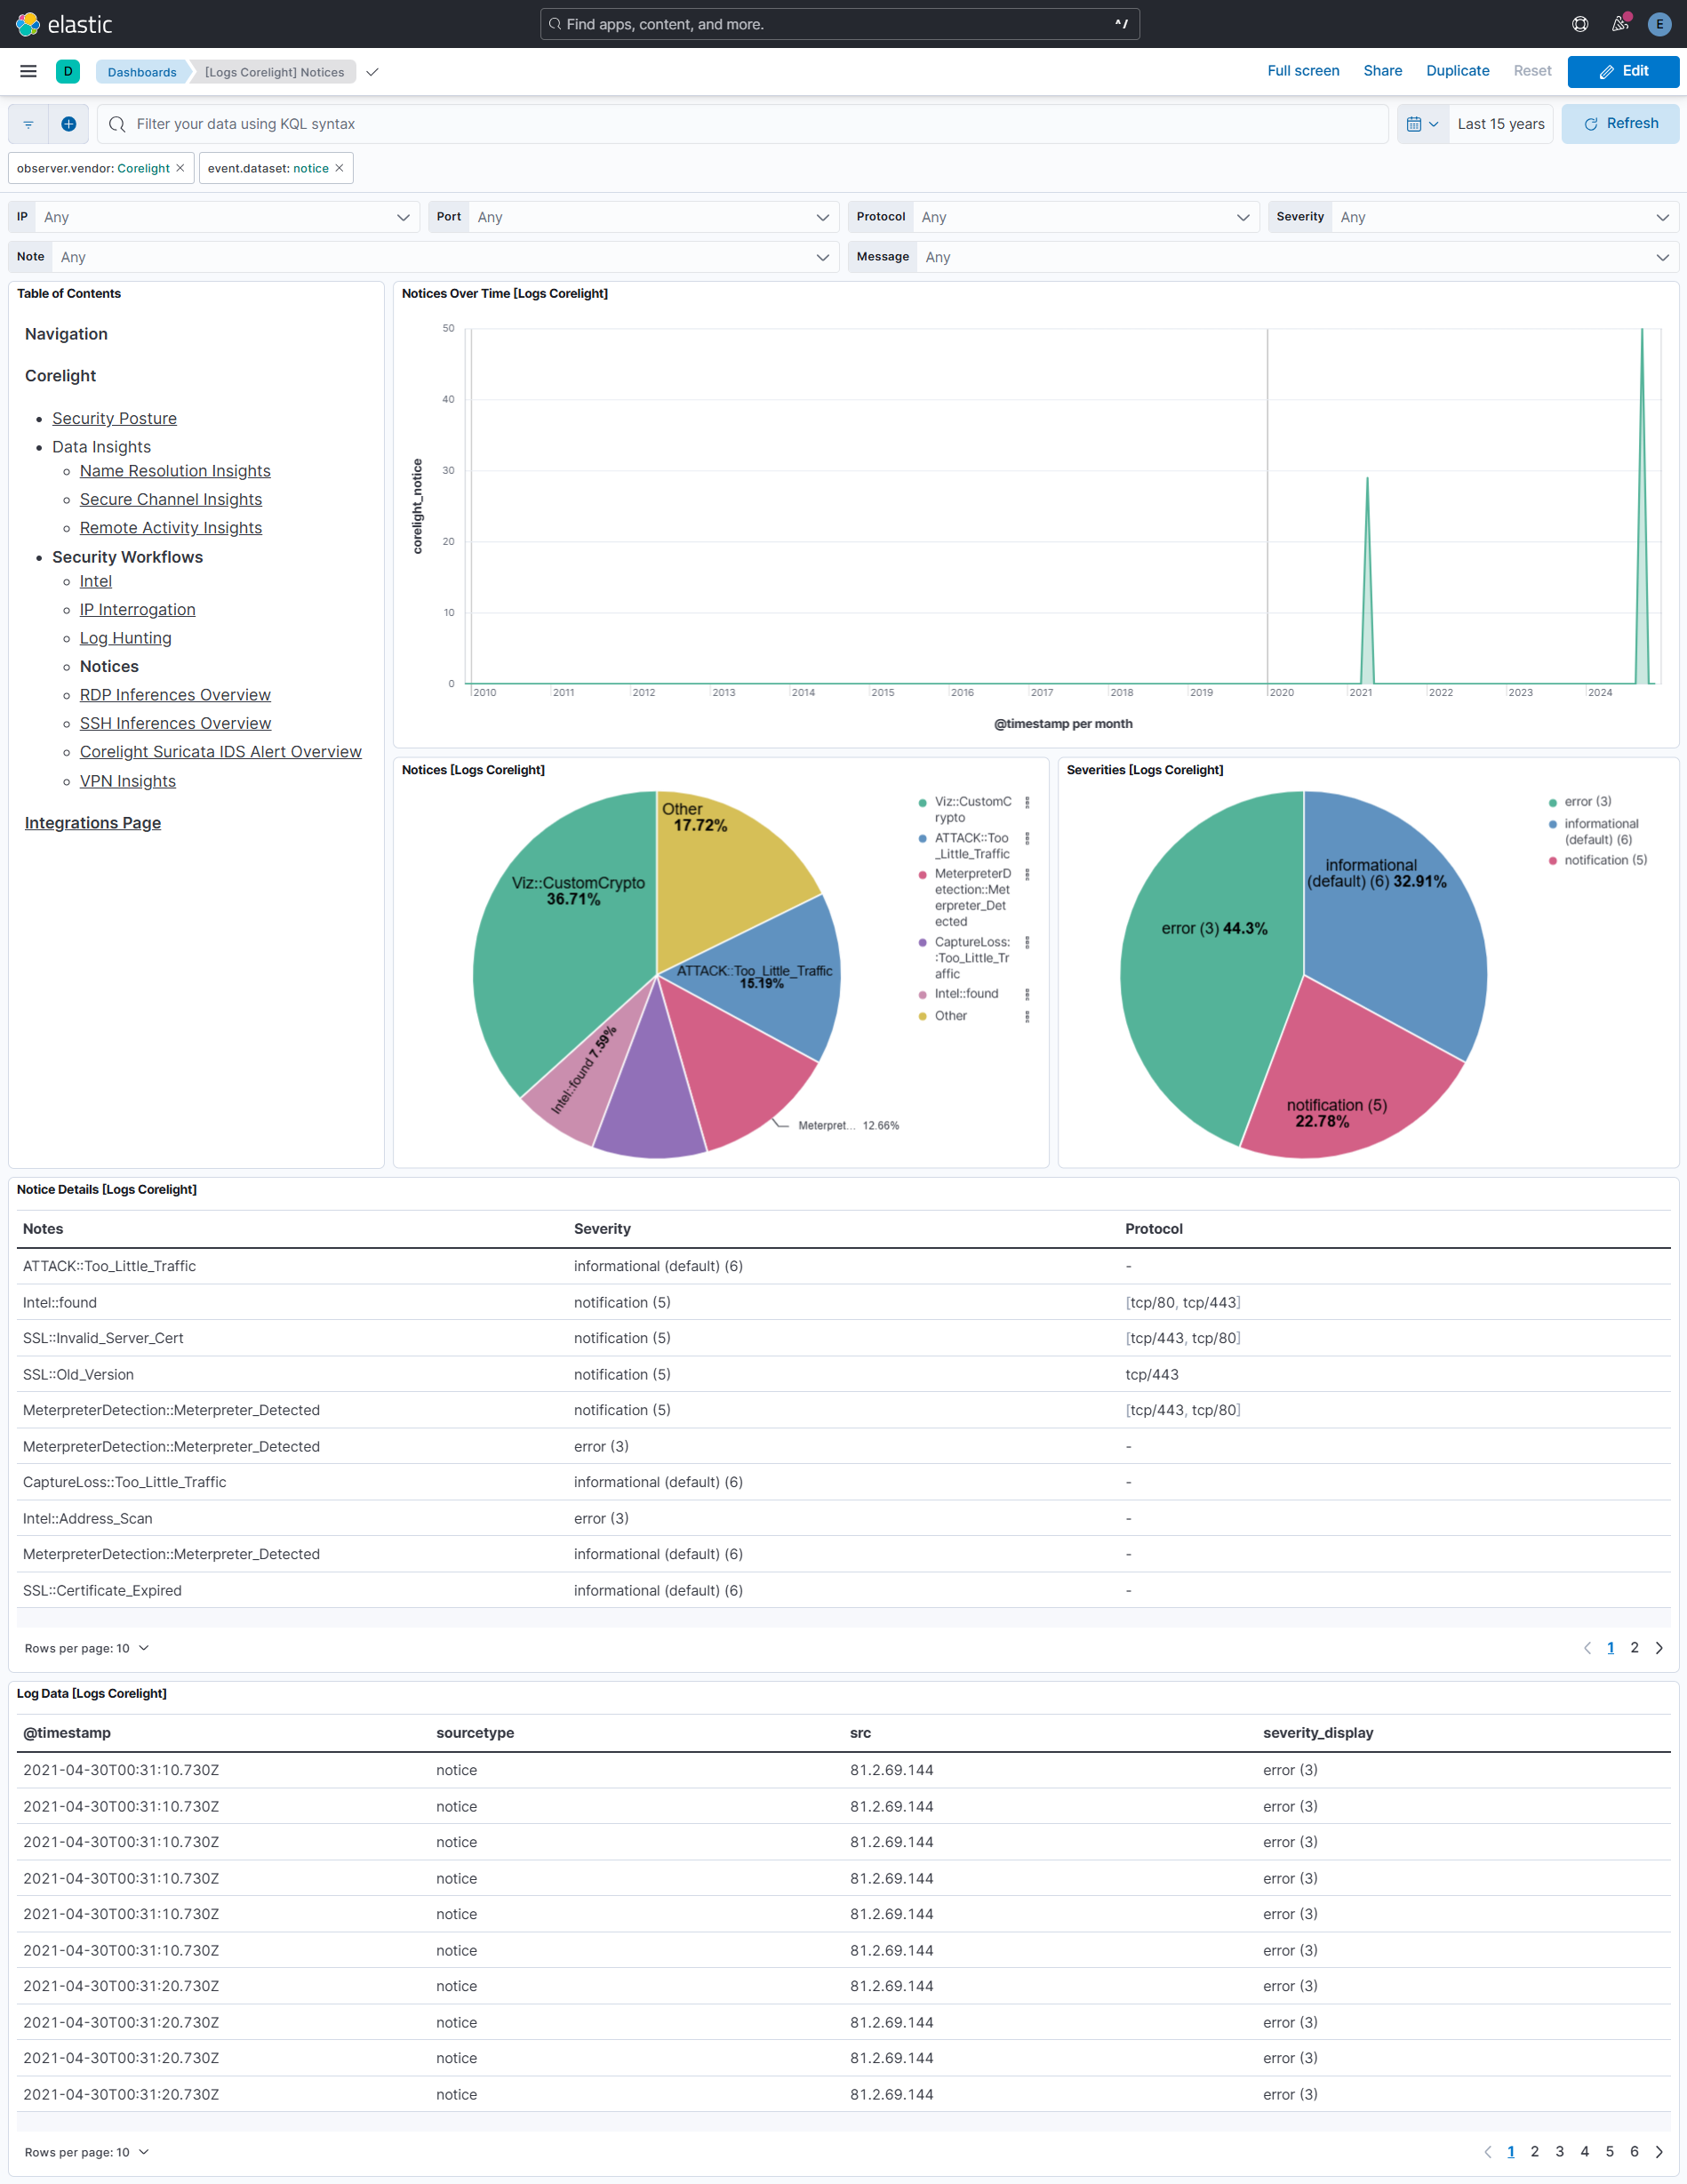 elastic
Find apps, content, and more.
^/
E
D
Dashboards
[Logs Corelight] Notices
Full screen
Share
Duplicate
Reset
Edit
Filter your data using KQL syntax
Last 15 years
Refresh
observer.vendor: Corelight
event.dataset: notice
IP Any
Port Any
Protocol Any
Severity Any
Note Any
Message Any
Table of Contents
Navigation
Corelight
Security Posture
Data Insights
Name Resolution Insights
Secure Channel Insights
Remote Activity Insights
Security Workflows
Intel
IP Interrogation
Log Hunting
Notices
RDP Inferences Overview
SSH Inferences Overview
Corelight Suricata IDS Alert Overview
VPN Insights
Integrations Page
Notices Over Time [Logs Corelight]
50
40
30
20
10
0
corelight_notice
2010 2011 2012 2013 2014 2015 2016 2017 2018 2019 2020 2021 2022 2023 2024
@timestamp per month
Notices [Logs Corelight]
Other
17.72%
Viz::CustomCrypto
36.71%
ATTACK::Too_Little_Traffic
15.19%
Intel::found 7.59%
Meterpret... 12.66%
Viz::CustomC
rypto
ATTACK::Too
_Little_Traffic
MeterpreterD
etection::Met
erpreter_Det
ected
CaptureLoss:
:Too_Little_Tr
affic
Intel::found
Other
Severities [Logs Corelight]
informational
(default) (6) 32.91%
error (3) 44.3%
notification (5)
22.78%
error (3)
informational
(default) (6)
notification (5)
Notice Details [Logs Corelight]
Notes Severity Protocol
ATTACK::Too_Little_Traffic informational (default) (6) -
Intel::found notification (5) [tcp/80, tcp/443]
SSL::Invalid_Server_Cert notification (5) [tcp/443, tcp/80]
SSL::Old_Version notification (5) tcp/443
MeterpreterDetection::Meterpreter_Detected notification (5) [tcp/443, tcp/80]
MeterpreterDetection::Meterpreter_Detected error (3) -
CaptureLoss::Too_Little_Traffic informational (default) (6) -
Intel::Address_Scan error (3) -
MeterpreterDetection::Meterpreter_Detected informational (default) (6) -
SSL::Certificate_Expired informational (default) (6) -
Rows per page: 10
1 2
Log Data [Logs Corelight]
@timestamp sourcetype src severity_display
2021-04-30T00:31:10.730Z notice 81.2.69.144 error (3)
2021-04-30T00:31:10.730Z notice 81.2.69.144 error (3)
2021-04-30T00:31:10.730Z notice 81.2.69.144 error (3)
2021-04-30T00:31:10.730Z notice 81.2.69.144 error (3)
2021-04-30T00:31:10.730Z notice 81.2.69.144 error (3)
2021-04-30T00:31:10.730Z notice 81.2.69.144 error (3)
2021-04-30T00:31:20.730Z notice 81.2.69.144 error (3)
2021-04-30T00:31:20.730Z notice 81.2.69.144 error (3)
2021-04-30T00:31:20.730Z notice 81.2.69.144 error (3)
2021-04-30T00:31:20.730Z notice 81.2.69.144 error (3)
Rows per page: 10
1 2 3 4 5 6